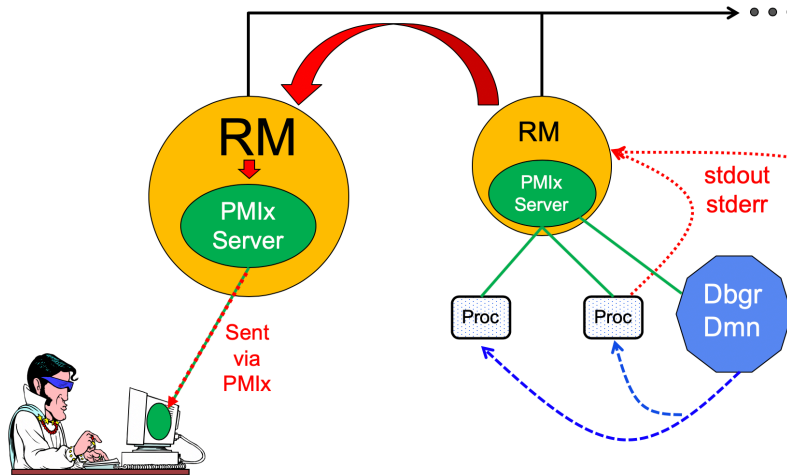 RM
PMIx
Server
Sent
via
PMIx
RM
PMIx
Server
stdout
stderr
Proc
Proc
Dbgr
Dmn